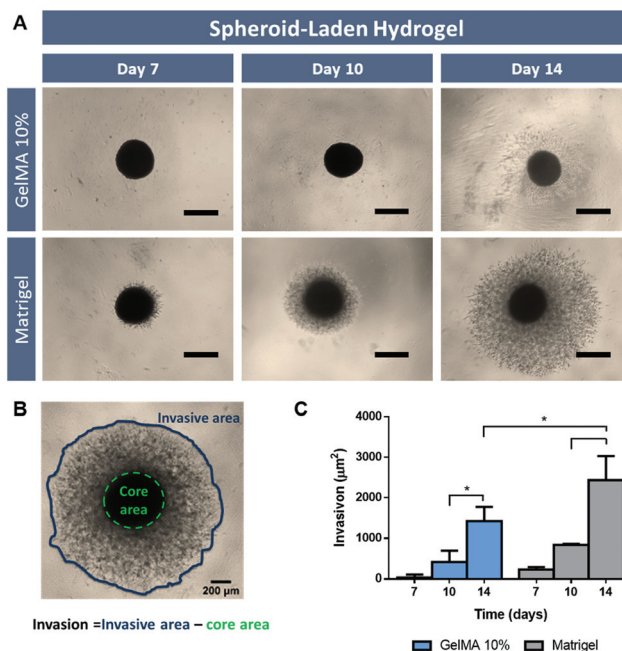 A
Spheroid-Laden Hydrogel
Day 7
Day 10
Day 14
GelMA 10%
Matrigel
B
Invasive area
Core
area
200 µm
Invasion =Invasive area – core area
C
Invasivon (µm²)
4000
3000
2000
1000
0
*
*
7
10
14
7
10
14
Time (days)
GelMA 10%
Matrigel